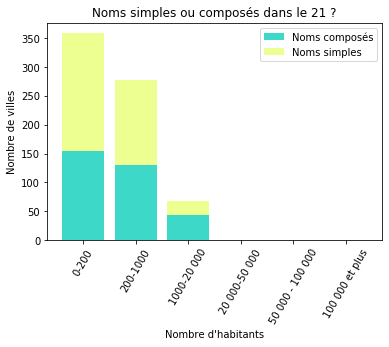 Noms simples ou composés dans le 21 ?
Noms composés
Noms simples
Nombre de villes
350
300
250
200
150
100
50
0
0-200
200-1000
1000-20 000
20 000-50 000
50 000 - 100 000
100 000 et plus
Nombre d'habitants